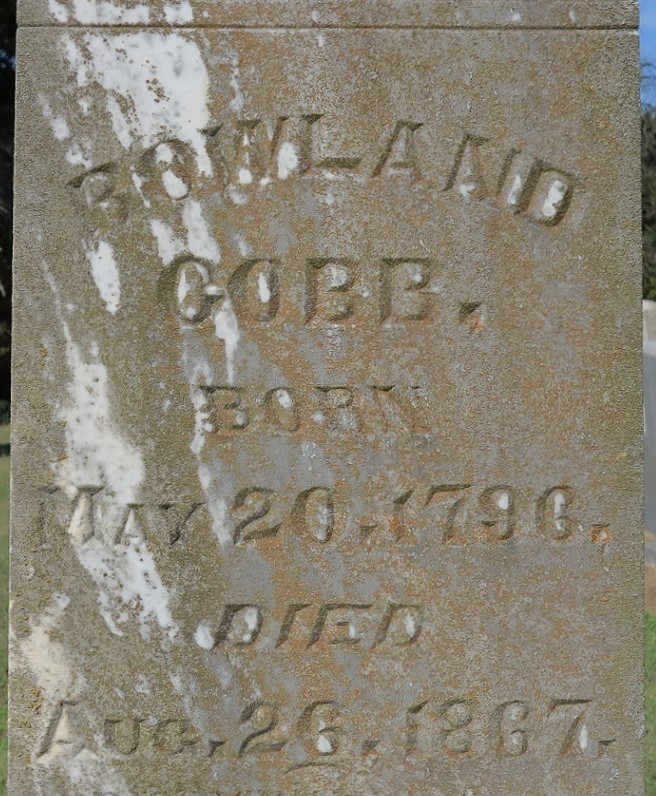 ROWLAND
COBB.
BORN
MAY 20, 1796.
DIED
AUG. 26, 1867.